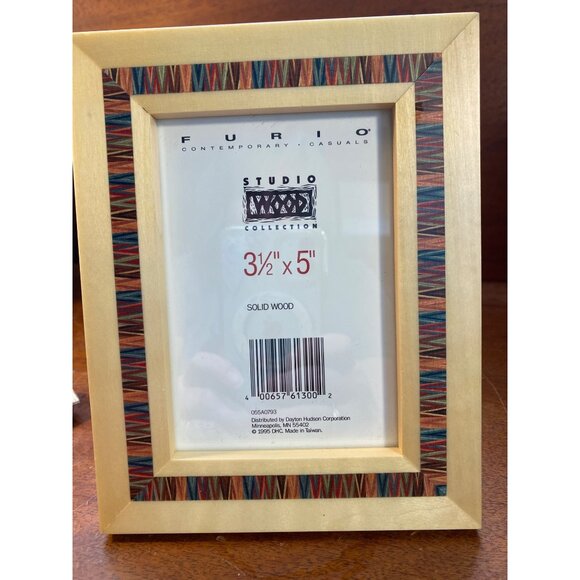 FURIO®
CONTEMPORARY · CASUALS
STUDIO
WOOD
COLLECTION
3½" x 5"
SOLID WOOD
4 00657 61300 2
055A0793
Distributed by Dayton Hudson Corporation
Minneapolis, MN 55402
© 1995 DHC. Made in Taiwan.